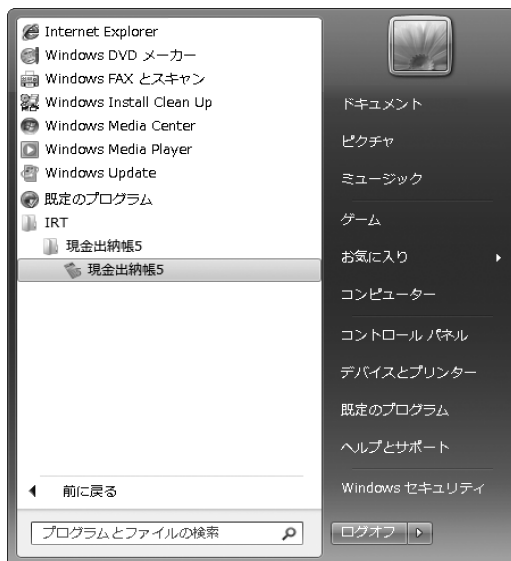 Internet Explorer
Windows DVD メーカー
Windows FAX とスキャン
Windows Install Clean Up
Windows Media Center
Windows Media Player
Windows Update
既定のプログラム
IRT
現金出納帳5
現金出納帳5
前に戻る
プログラムとファイルの検索
ドキュメント
ピクチャ
ミュージック
ゲーム
お気に入り
コンピューター
コントロール パネル
デバイスとプリンター
既定のプログラム
ヘルプとサポート
Windows セキュリティ
ログオフ